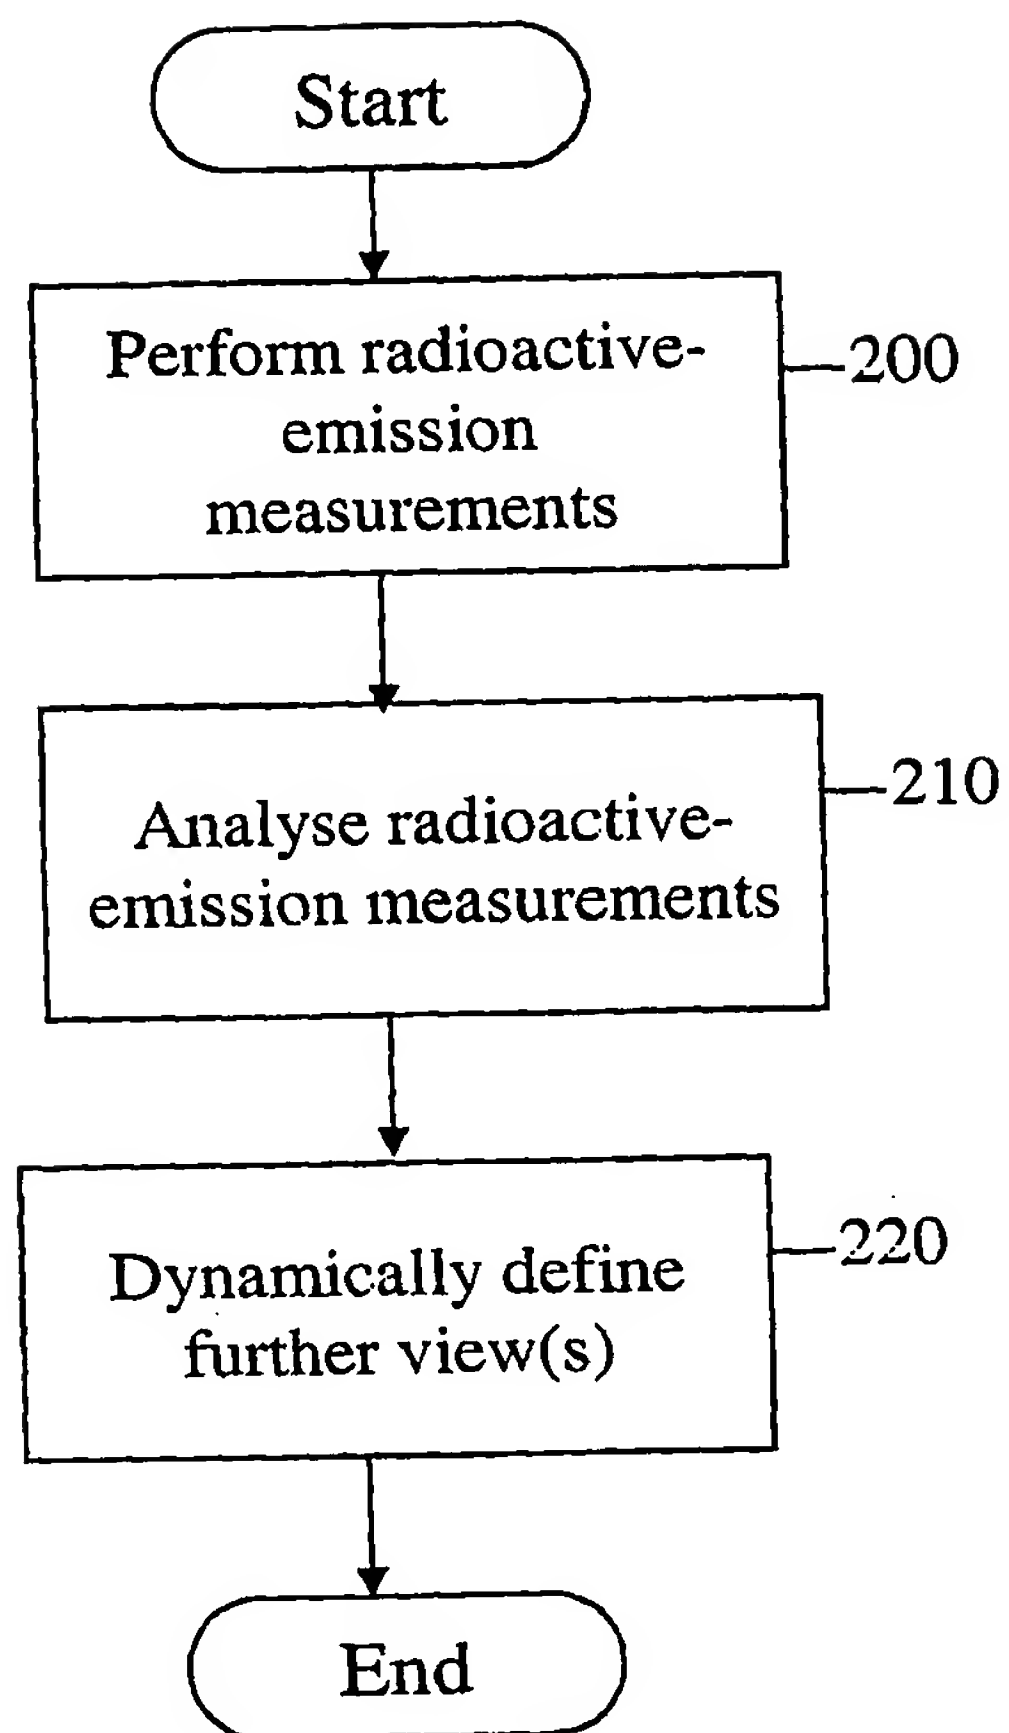 Start
Perform radioactive-
emission
measurements
200
Analyse radioactive-
emission measurements
210
Dynamically define
further view(s)
220
End